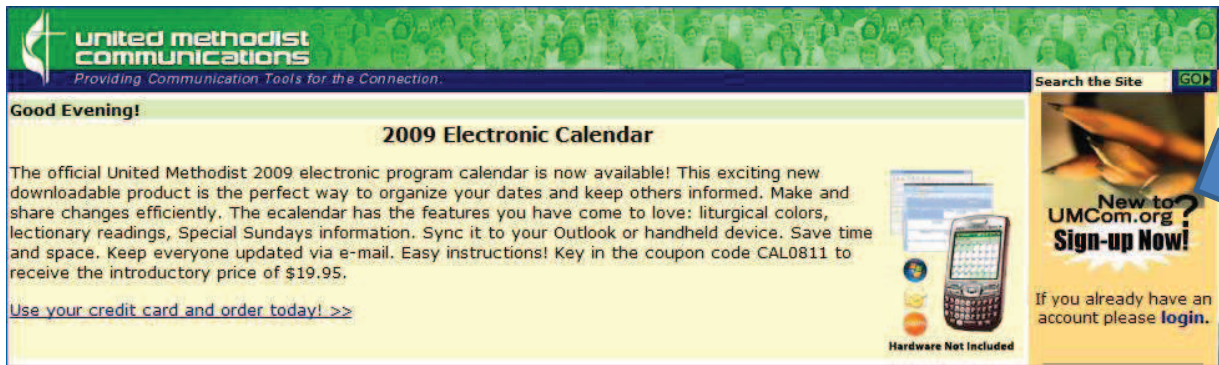 united methodist
communications
Providing Communication Tools for the Connection.
Search the Site GO
Good Evening!
2009 Electronic Calendar
The official United Methodist 2009 electronic program calendar is now available! This exciting new
downloadable product is the perfect way to organize your dates and keep others informed. Make and
share changes efficiently. The ecalendar has the features you have come to love: liturgical colors,
lectionary readings, Special Sundays information. Sync it to your Outlook or handheld device. Save time
and space. Keep everyone updated via e-mail. Easy instructions! Key in the coupon code CAL0811 to
receive the introductory price of $19.95.
Use your credit card and order today! >>
Hardware Not Included
New to
UMCom.org?
Sign-up Now!
If you already have an
account please login.